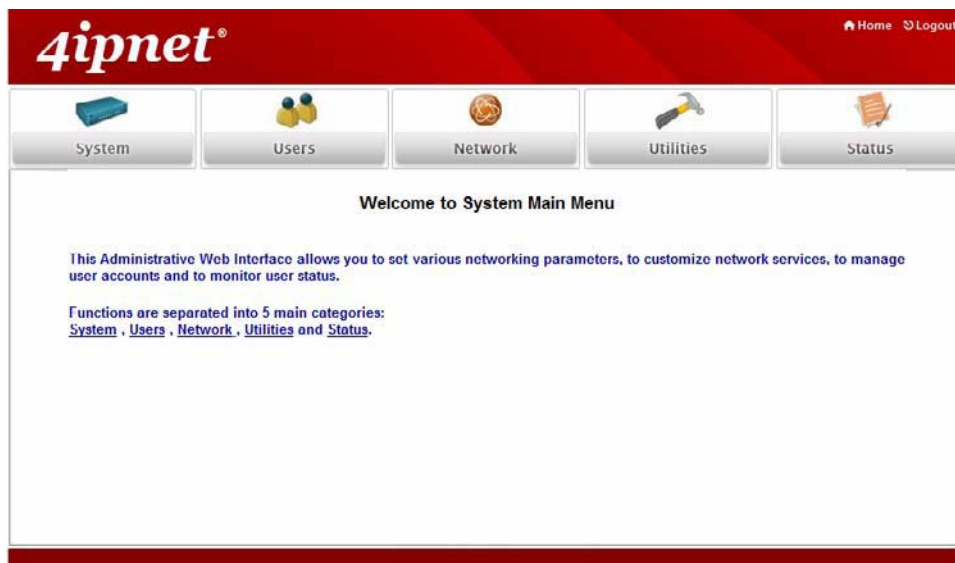 4ipnet®
Home Logout
System Users Network Utilities Status
Welcome to System Main Menu
This Administrative Web Interface allows you to set various networking parameters, to customize network services, to manage
user accounts and to monitor user status.
Functions are separated into 5 main categories:
System , Users , Network , Utilities and Status.